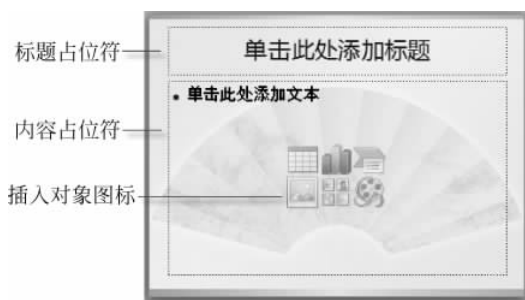 标题占位符
单击此处添加标题
• 单击此处添加文本
内容占位符
插入对象图标